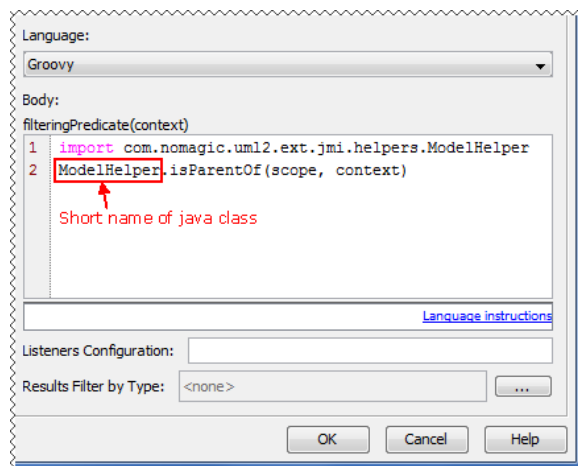 Language:
Groovy
Body:
filteringPredicate(context)
1 import com.nomagic.uml2.ext.jmi.helpers.ModelHelper
2 ModelHelper.isParentOf(scope, context)
Short name of java class
Language instructions
Listeners Configuration:
Results Filter by Type: <none> ...
OK Cancel Help